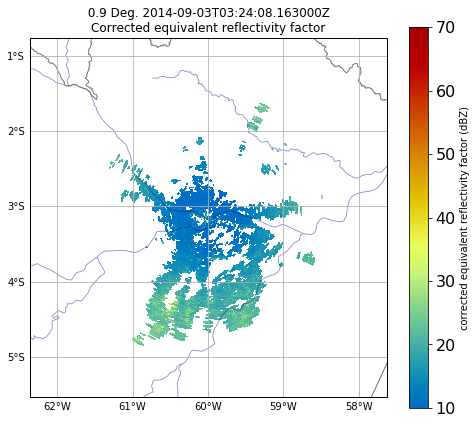 0.9 Deg. 2014-09-03T03:24:08.163000Z
Corrected equivalent reflectivity factor
1°S
2°S
3°S
4°S
5°S
62°W 61°W 60°W 59°W 58°W
70
60
50
40
30
20
10
corrected equivalent reflectivity factor (dBZ)